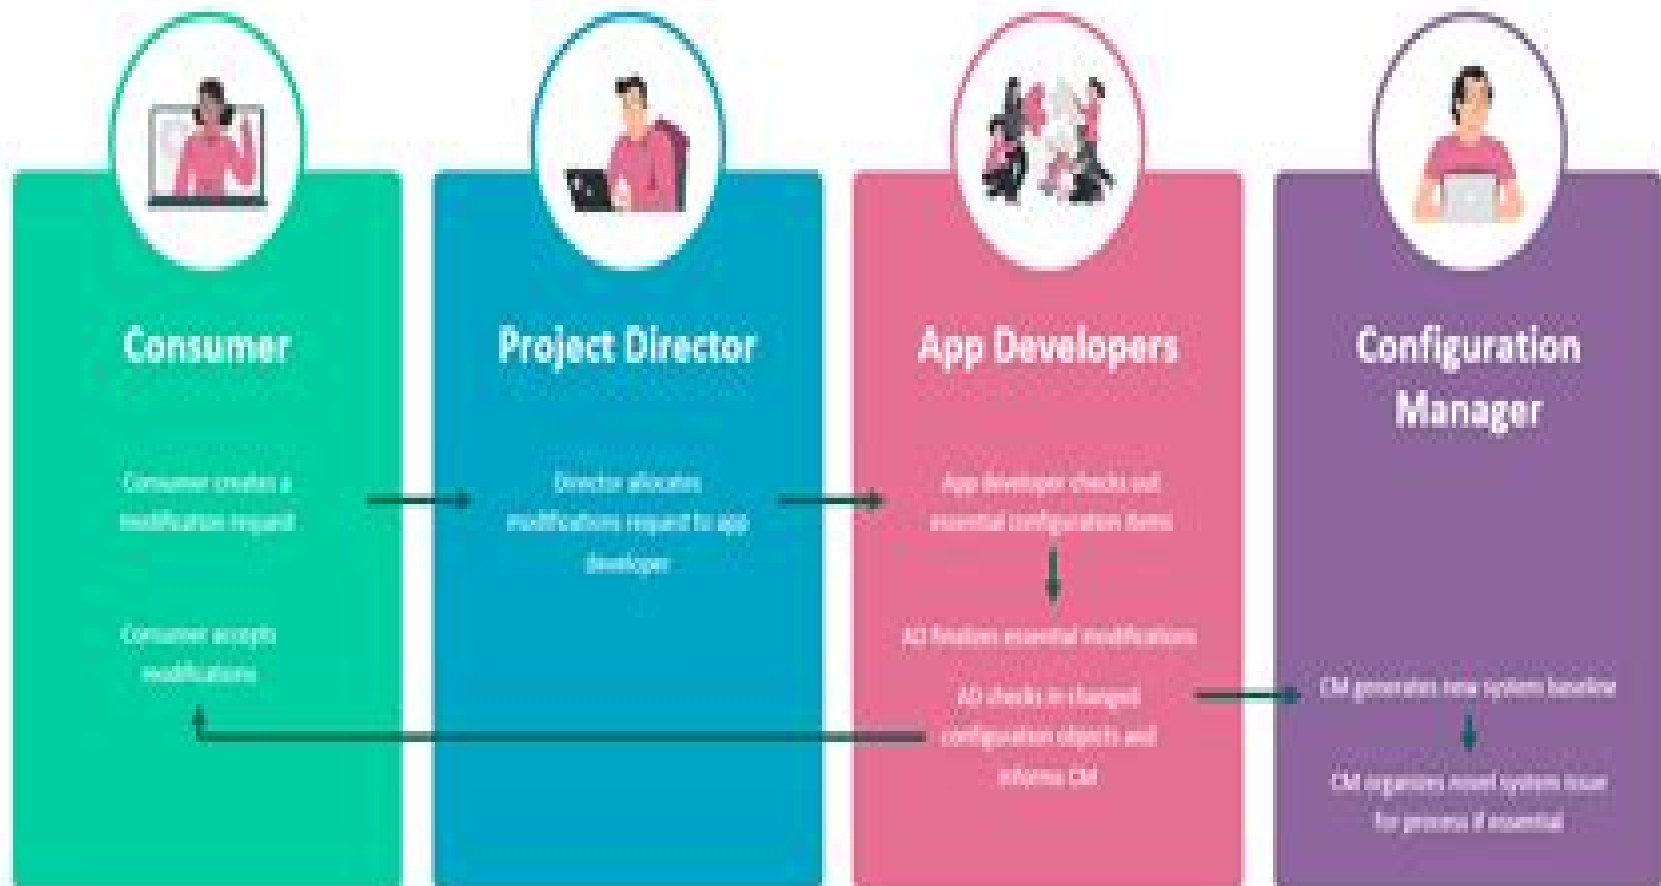 Consumer
Consumer creates a
modification request
Consumer accepts
modifications
Project Director
Director allocates
modifications request to app
developer
App Developers
App developer checks out
essential configuration items
AD finalizes essential modifications
AD checks in changed
configuration objects and
informs CM
Configuration
Manager
CM generates new system baseline
CM organizes novel system issue
for process if essential